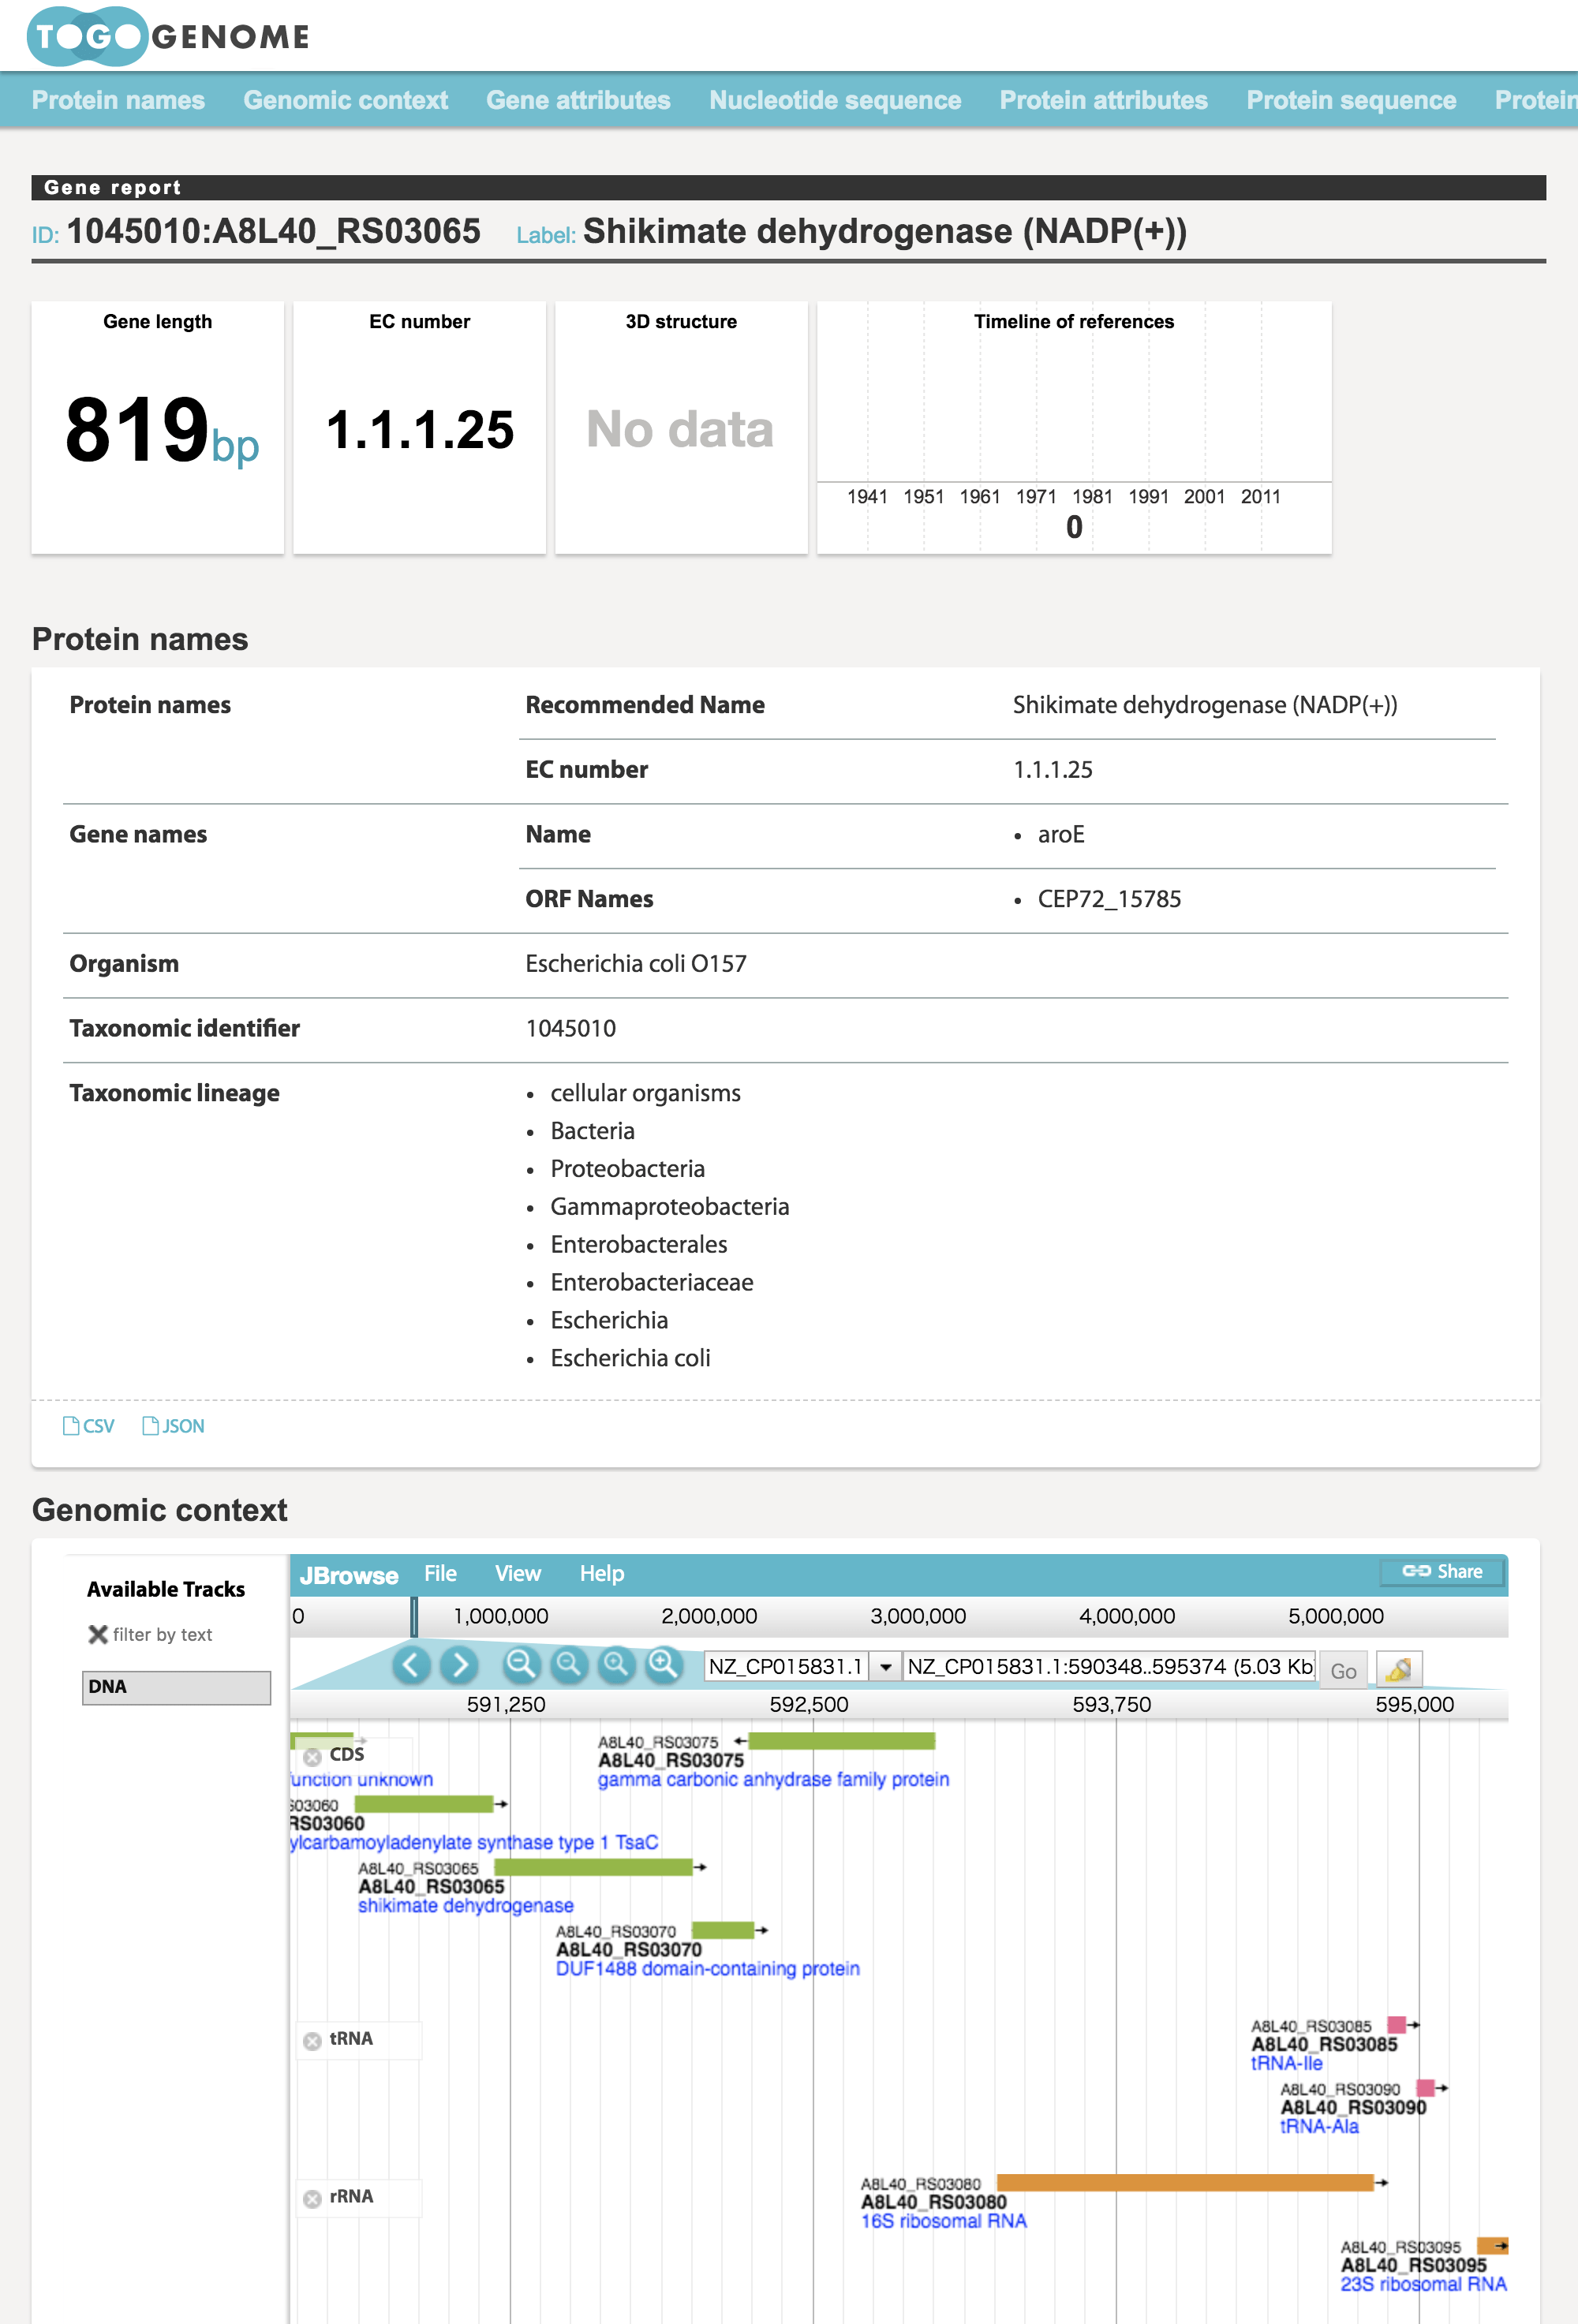 TOGOGENOME
Protein names Genomic context Gene attributes Nucleotide sequence Protein attributes Protein sequence Protein
Gene report
ID: 1045010:A8L40_RS03065 Label: Shikimate dehydrogenase (NADP(+))
Gene length EC number 3D structure Timeline of references
819bp 1.1.1.25 No data
1941 1951 1961 1971 1981 1991 2001 2011
0
Protein names
Protein names Recommended Name Shikimate dehydrogenase (NADP(+))
EC number 1.1.1.25
Gene names Name • aroE
ORF Names • CEP72_15785
Organism Escherichia coli O157
Taxonomic identifier 1045010
Taxonomic lineage • cellular organisms
• Bacteria
• Proteobacteria
• Gammaproteobacteria
• Enterobacterales
• Enterobacteriaceae
• Escherichia
• Escherichia coli
CSV JSON
Genomic context
Available Tracks
filter by text
DNA
JBrowse File View Help Share
0 1,000,000 2,000,000 3,000,000 4,000,000 5,000,000
NZ_CP015831.1 NZ_CP015831.1:590348..595374 (5.03 Kb) Go
591,250 592,500 593,750 595,000
CDS
unction unknown
A8L40_RS03075
A8L40_RS03075
gamma carbonic anhydrase family protein
S03060
RS03060
ylcarbamoyladenylate synthase type 1 TsaC
A8L40_RS03065
A8L40_RS03065
shikimate dehydrogenase
A8L40_RS03070
A8L40_RS03070
DUF1488 domain-containing protein
tRNA
A8L40_RS03085
A8L40_RS03085
tRNA-Ile
A8L40_RS03090
A8L40_RS03090
tRNA-Ala
rRNA
A8L40_RS03080
A8L40_RS03080
16S ribosomal RNA
A8L40_RS03095
A8L40_RS03095
23S ribosomal RNA